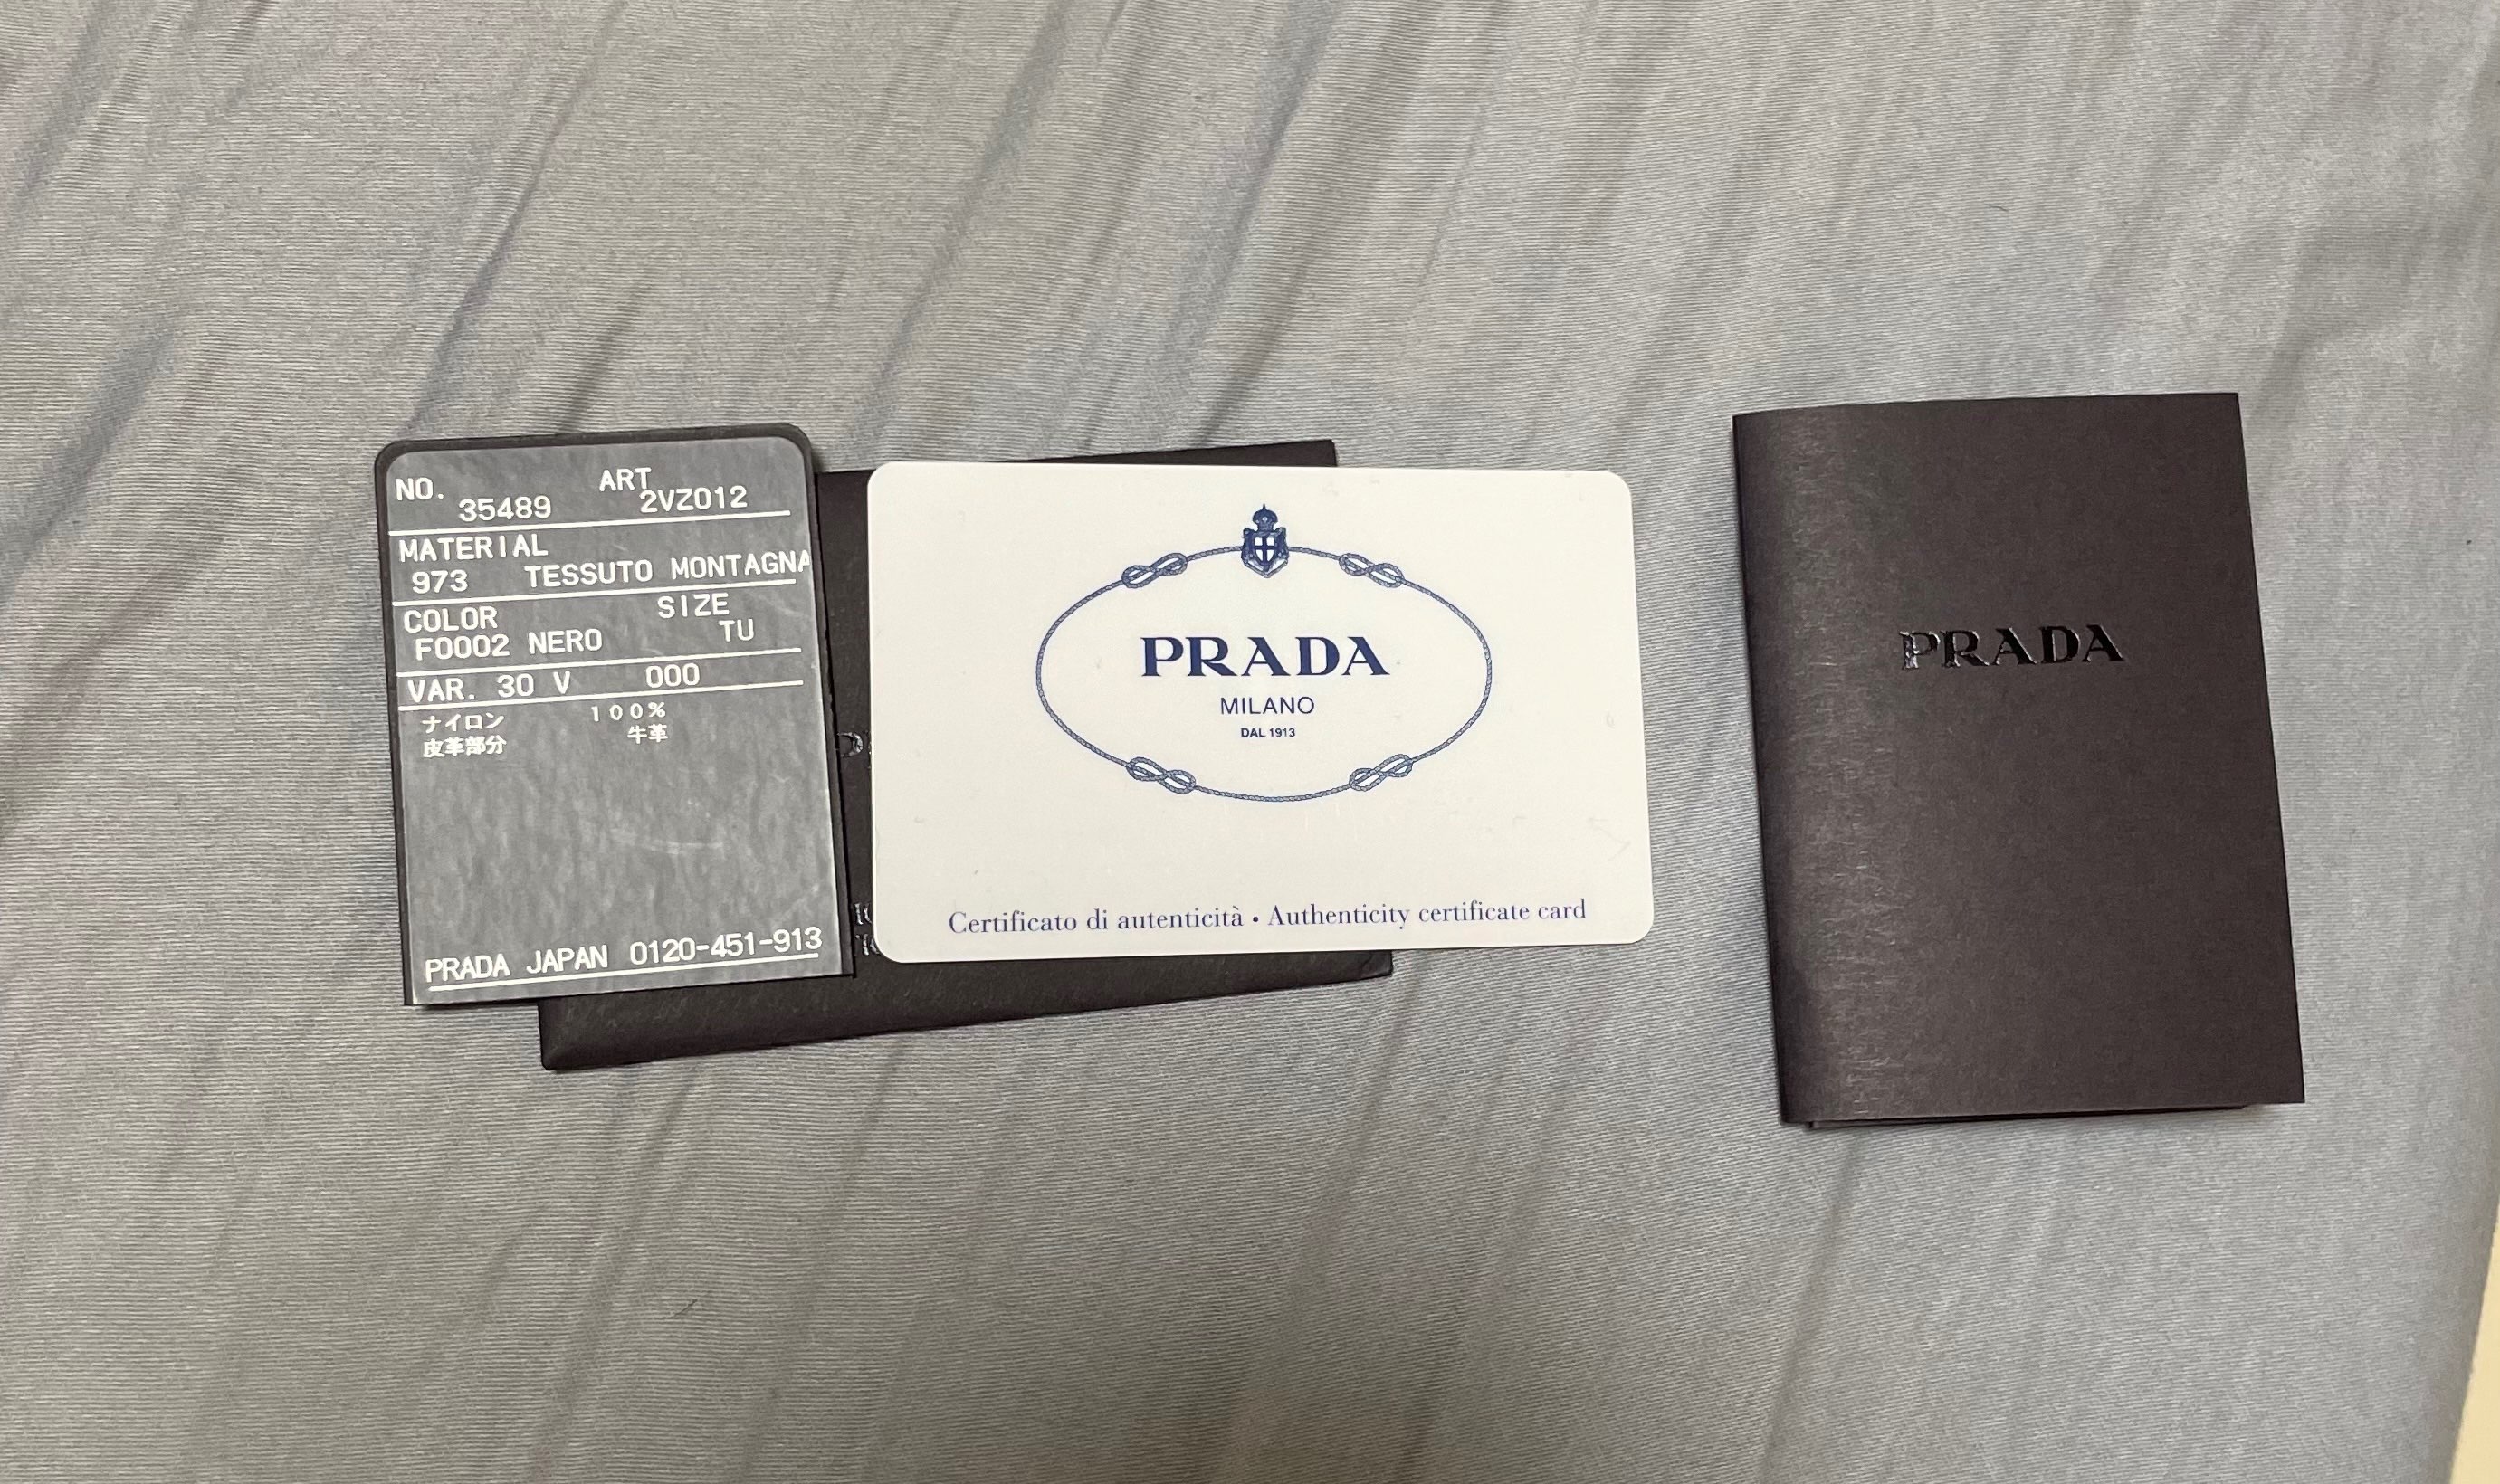 NO. ART
35489 2VZ012
MATERIAL
973 TESSUTO MONTAGNA
COLOR SIZE
F0002 NERO TU
VAR. 30 V 000
ナイロン 100%
皮革部分 牛革
PRADA JAPAN 0120-451-913
PRADA
MILANO
DAL 1913
Certificato di autenticità • Authenticity certificate card
PRADA